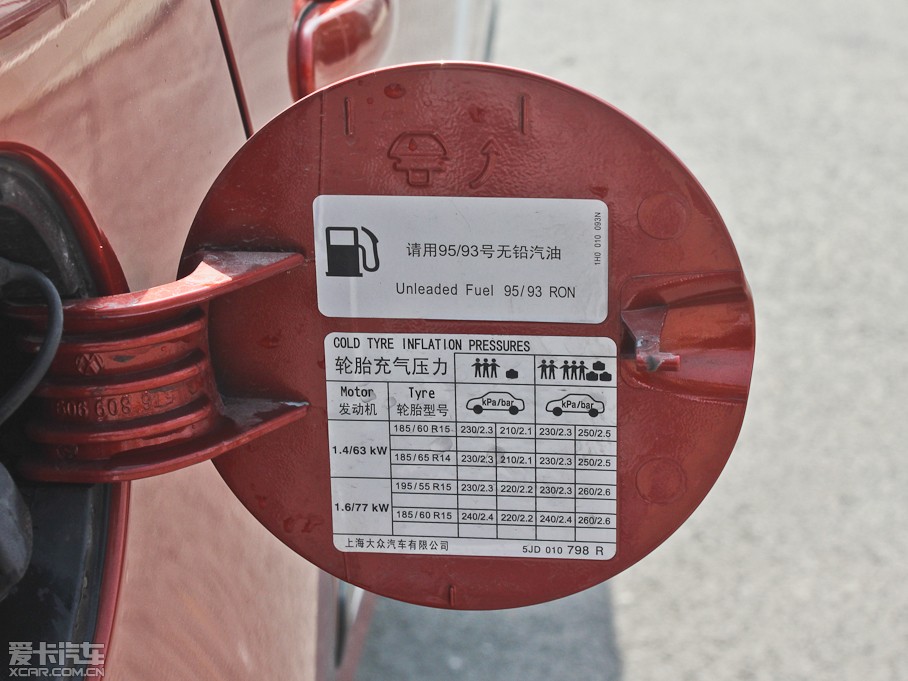 请用95/93号无铅汽油
Unleaded Fuel 95/93 RON
1H0 010 093N
COLD TYRE INFLATION PRESSURES
轮胎充气压力
Motor Tyre kPa/bar kPa/bar
发动机 轮胎型号
185/60 R15 230/2.3 210/2.1 230/2.3 250/2.5
1.4/63 kW
185/65 R14 230/2.3 210/2.1 230/2.3 250/2.5
195/55 R15 230/2.3 220/2.2 230/2.3 260/2.6
1.6/77 kW
185/60 R15 240/2.4 220/2.2 240/2.4 260/2.6
上海大众汽车有限公司 5JD 010 798 R
爱卡汽车
XCAR.COM.CN